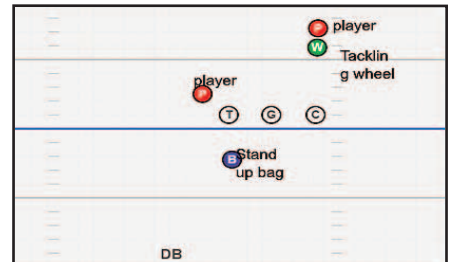 P player
W
Tacklin
g wheel
player
P
T G C
B Stand
up bag
DB